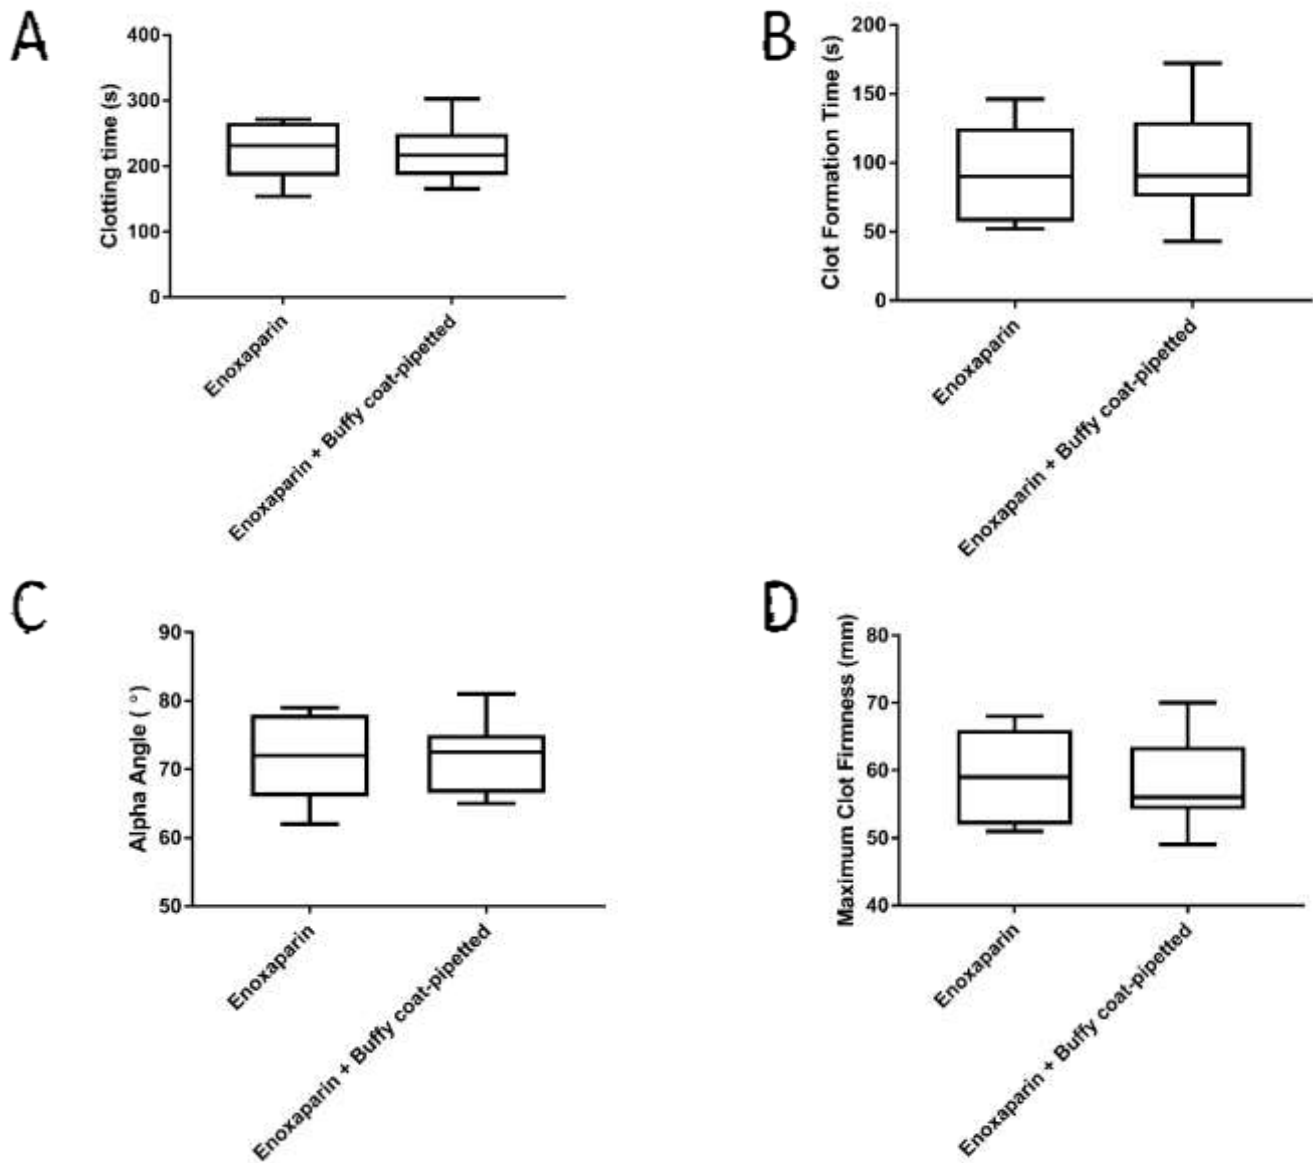 A
Clotting time (s)
400
300
200
100
0
Enoxaparin
Enoxaparin + Buffy coat-pipetted
B
Clot Formation Time (s)
200
150
100
50
0
Enoxaparin
Enoxaparin + Buffy coat-pipetted
C
Alpha Angle ( °)
90
80
70
60
50
Enoxaparin
Enoxaparin + Buffy coat-pipetted
D
Maximum Clot Firmness (mm)
80
70
60
50
40
Enoxaparin
Enoxaparin + Buffy coat-pipetted